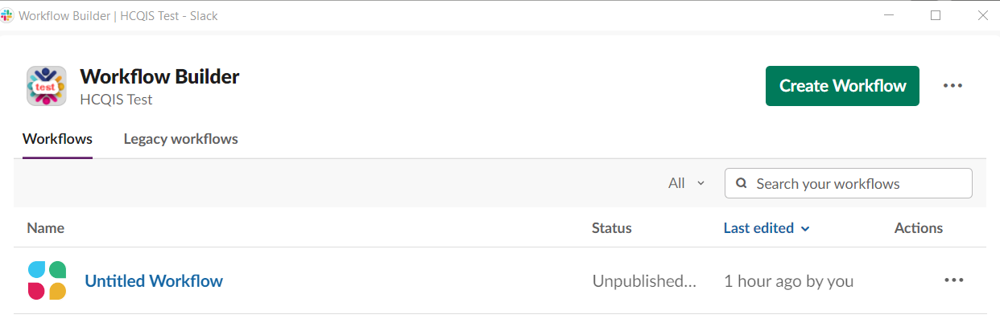 Workflow Builder | HCQIS Test - Slack
test
Workflow Builder
HCQIS Test
Create Workflow
Workflows Legacy workflows
All Search your workflows
Name Status Last edited Actions
Untitled Workflow Unpublished... 1 hour ago by you